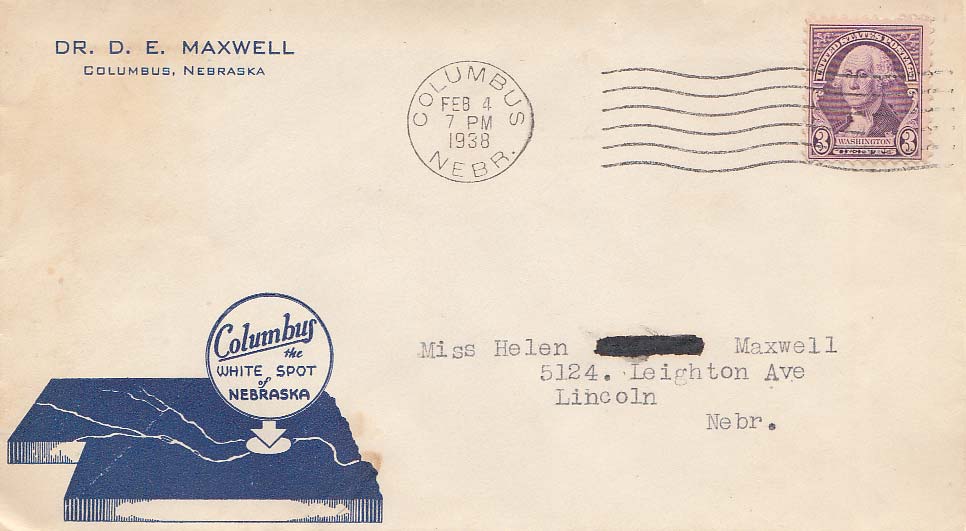 DR. D. E. MAXWELL
COLUMBUS, NEBRASKA
COLUMBUS
FEB 4
7 PM
1938
NEBR.
UNITED STATES POSTAGE
3 WASHINGTON 3
Columbus
the
WHITE SPOT
of
NEBRASKA
Miss Helen Maxwell
5124. Leighton Ave
Lincoln
Nebr.